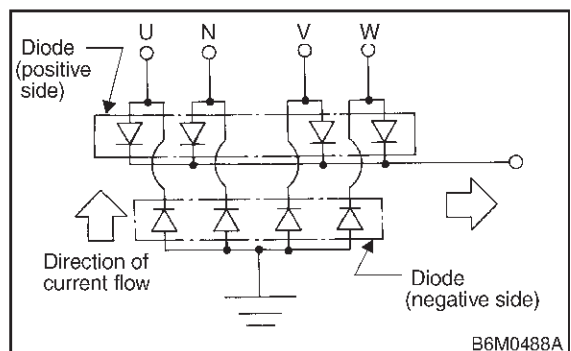 U N V W
Diode
(positive
side)
Direction of
current flow
Diode
(negative side)
B6M0488A